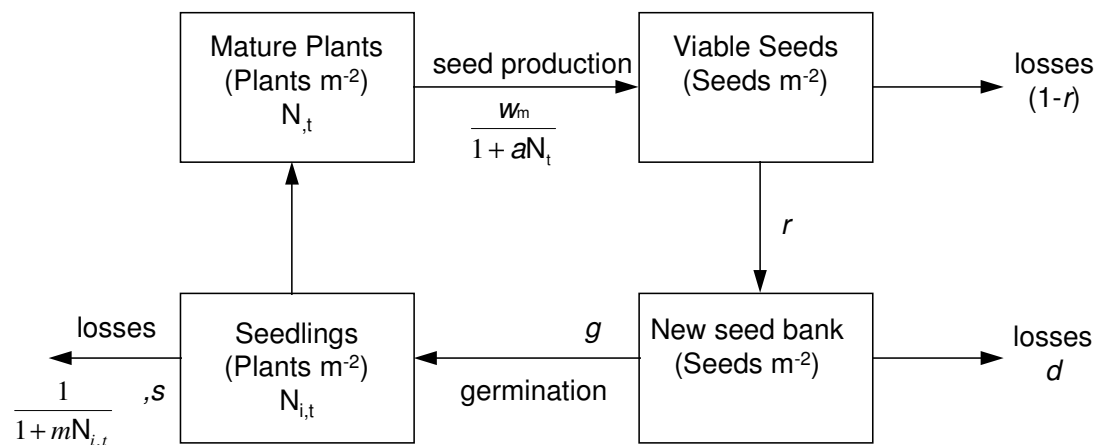 Mature Plants
(Plants m-2)
N,t
seed production
wm
1 + aNt
Viable Seeds
(Seeds m-2)
losses
(1-r)
r
losses
,s
1
1 + mNi,t
Seedlings
(Plants m-2)
Ni,t
g
germination
New seed bank
(Seeds m-2)
losses
d